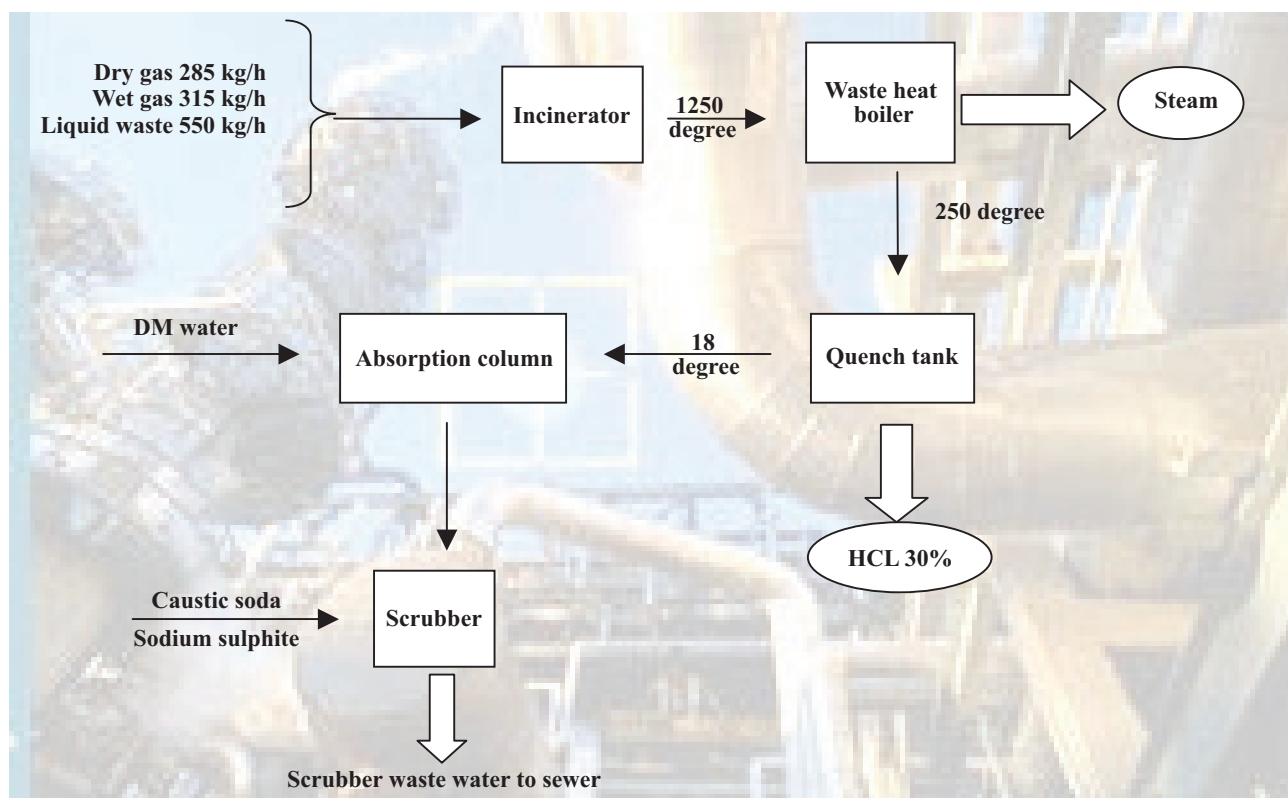 Dry gas 285 kg/h
Wet gas 315 kg/h
Liquid waste 550 kg/h
Incinerator
1250
degree
Waste heat
boiler
Steam
250 degree
DM water
Absorption column
18
degree
Quench tank
HCL 30%
Caustic soda
Sodium sulphite
Scrubber
Scrubber waste water to sewer